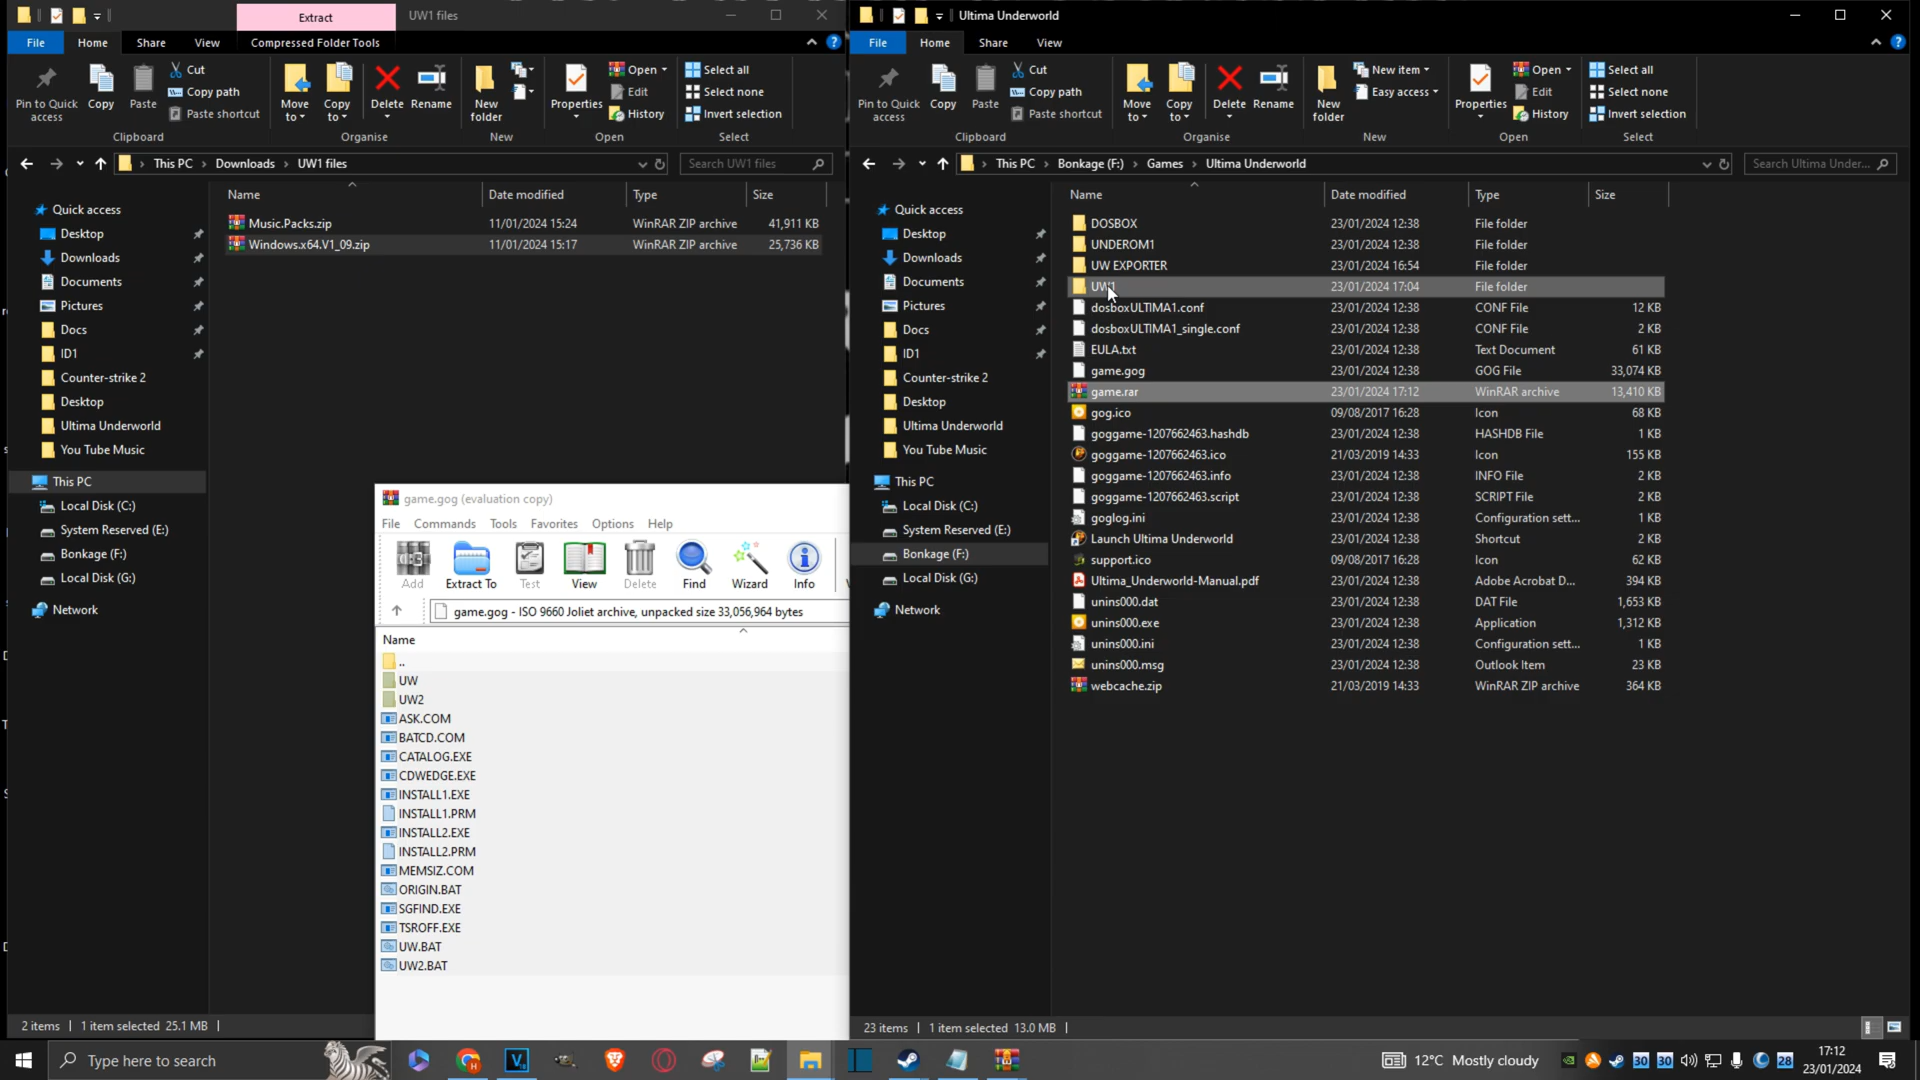 Extract
UW1 files
File
Home
Share
View
Compressed Folder Tools
Pin to Quick access
Copy
Paste
Cut
Copy path
Paste shortcut
Clipboard
Move to
Copy to
Delete
Rename
Organise
New folder
New
Properties
Open
Edit
History
Open
Select all
Select none
Invert selection
Select
This PC
Downloads
UW1 files
Search UW1 files
Name
Date modified
Type
Size
Music.Packs.zip 11/01/2024 15:24 WinRAR ZIP archive 41,911 KB
Windows.x64.V1_09.zip 11/01/2024 15:17 WinRAR ZIP archive 25,736 KB
Quick access
Desktop
Downloads
Documents
Pictures
Docs
ID1
Counter-strike 2
Desktop
Ultima Underworld
You Tube Music
This PC
Local Disk (C:)
System Reserved (E:)
Bonkage (F:)
Local Disk (G:)
Network
2 items | 1 item selected 25.1 MB |
game.gog (evaluation copy)
File Commands Tools Favorites Options Help
Add
Extract To
Test
View
Delete
Find
Wizard
Info
game.gog - ISO 9660 Joliet archive, unpacked size 33,056,964 bytes
Name
..
UW
UW2
ASK.COM
BATCD.COM
CATALOG.EXE
CDWEDGE.EXE
INSTALL1.EXE
INSTALL1.PRM
INSTALL2.EXE
INSTALL2.PRM
MEMSIZ.COM
ORIGIN.BAT
SGFIND.EXE
TSROFF.EXE
UW.BAT
UW2.BAT
Ultima Underworld
File
Home
Share
View
Pin to Quick access
Copy
Paste
Cut
Copy path
Paste shortcut
Clipboard
Move to
Copy to
Delete
Rename
Organise
New folder
New item
Easy access
New
Properties
Open
Edit
History
Open
Select all
Select none
Invert selection
Select
This PC
Bonkage (F:)
Games
Ultima Underworld
Search Ultima Under...
Quick access
Desktop
Downloads
Documents
Pictures
Docs
ID1
Counter-strike 2
Desktop
Ultima Underworld
You Tube Music
This PC
Local Disk (C:)
System Reserved (E:)
Bonkage (F:)
Local Disk (G:)
Network
Name Date modified Type Size
DOSBOX 23/01/2024 12:38 File folder
UNDEROM1 23/01/2024 12:38 File folder
UW EXPORTER 23/01/2024 16:54 File folder
UW1 23/01/2024 17:04 File folder
dosboxULTIMA1.conf 23/01/2024 12:38 CONF File 12 KB
dosboxULTIMA1_single.conf 23/01/2024 12:38 CONF File 2 KB
EULA.txt 23/01/2024 12:38 Text Document 61 KB
game.gog 23/01/2024 12:38 GOG File 33,074 KB
game.rar 23/01/2024 17:12 WinRAR archive 13,410 KB
gog.ico 09/08/2017 16:28 Icon 68 KB
goggame-1207662463.hashdb 23/01/2024 12:38 HASHDB File 1 KB
goggame-1207662463.ico 21/03/2019 14:33 Icon 155 KB
goggame-1207662463.info 23/01/2024 12:38 INFO File 2 KB
goggame-1207662463.script 23/01/2024 12:38 SCRIPT File 2 KB
goglog.ini 23/01/2024 12:38 Configuration sett... 1 KB
Launch Ultima Underworld 23/01/2024 12:38 Shortcut 2 KB
support.ico 09/08/2017 16:28 Icon 62 KB
Ultima_Underworld-Manual.pdf 23/01/2024 12:38 Adobe Acrobat D... 394 KB
unins000.dat 23/01/2024 12:38 DAT File 1,653 KB
unins000.exe 23/01/2024 12:38 Application 1,312 KB
unins000.ini 23/01/2024 12:38 Configuration sett... 1 KB
unins000.msg 23/01/2024 12:38 Outlook Item 23 KB
webcache.zip 21/03/2019 14:33 WinRAR ZIP archive 364 KB
23 items | 1 item selected 13.0 MB |
Type here to search
12°C Mostly cloudy
30
30
28
17:12
23/01/2024